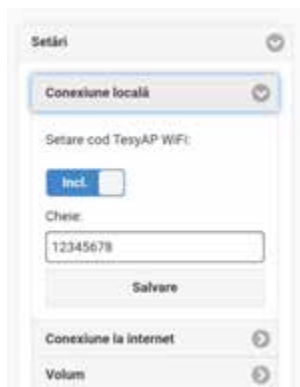 Setări
Conexiune locală
Setare cod TesyAP WiFi:
Incl.
Cheie:
12345678
Salvare
Conexiune la internet
Volum